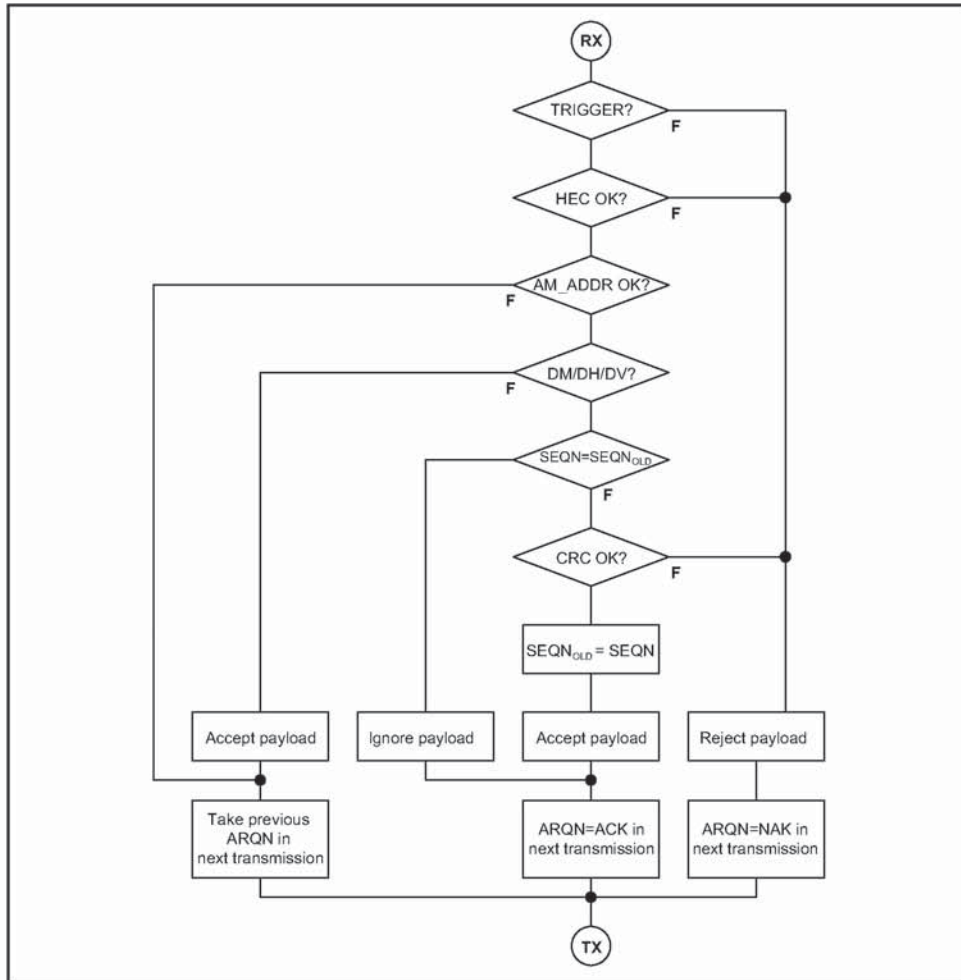 RX
TRIGGER?
F
HEC OK?
F
AM_ADDR OK?
F
DM/DH/DV?
F
SEQN=SEQN_OLD
F
CRC OK?
F
SEQN_OLD = SEQN
Accept payload
Ignore payload
Accept payload
Reject payload
Take previous
ARQN in
next transmission
ARQN=ACK in
next transmission
ARQN=NAK in
next transmission
TX